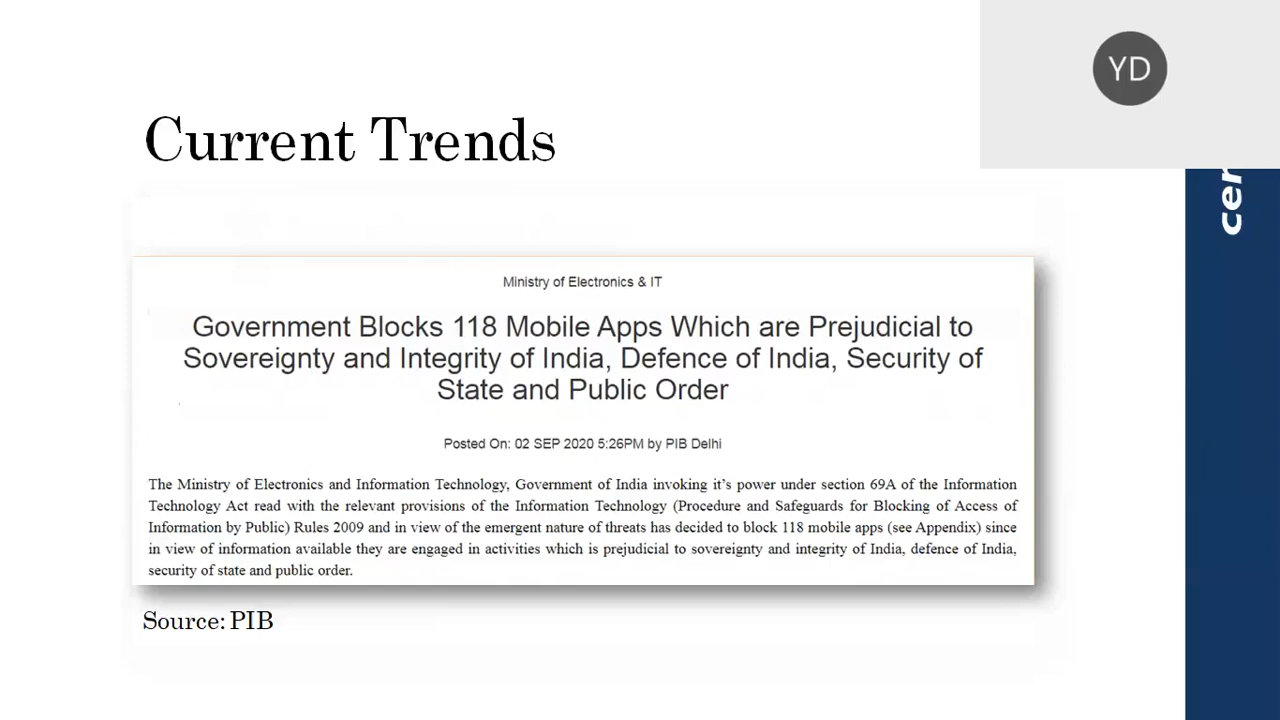 YD
Current Trends
cer
Ministry of Electronics & IT
Government Blocks 118 Mobile Apps Which are Prejudicial to
Sovereignty and Integrity of India, Defence of India, Security of
State and Public Order
Posted On: 02 SEP 2020 5:26PM by PIB Delhi
The Ministry of Electronics and Information Technology, Government of India invoking it's power under section 69A of the Information
Technology Act read with the relevant provisions of the Information Technology (Procedure and Safeguards for Blocking of Access of
Information by Public) Rules 2009 and in view of the emergent nature of threats has decided to block 118 mobile apps (see Appendix) since
in view of information available they are engaged in activities which is prejudicial to sovereignty and integrity of India, defence of India,
security of state and public order.
Source: PIB